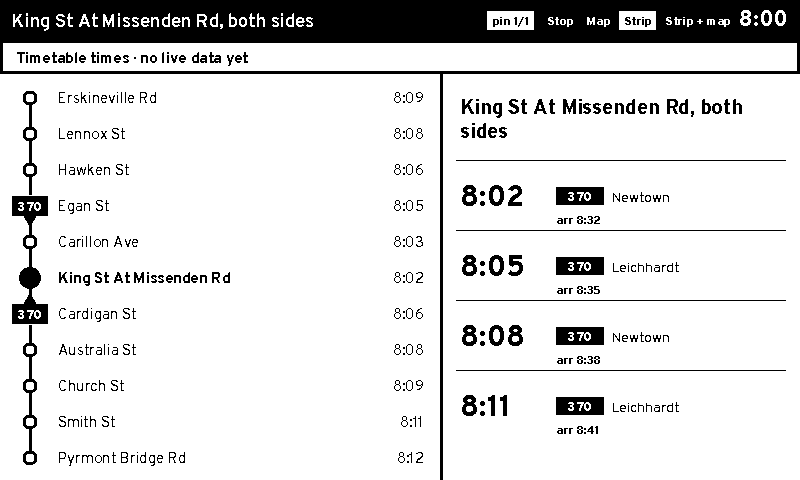 King St At Missenden Rd, both sides
pin 1/1 Stop Map Strip Strip + map 8:00
Timetable times · no live data yet
Erskineville Rd 8:09
Lennox St 8:08
Hawken St 8:06
370 Egan St 8:05
Carillon Ave 8:03
King St At Missenden Rd 8:02
370 Cardigan St 8:06
Australia St 8:08
Church St 8:09
Smith St 8:11
Pyrmont Bridge Rd 8:12
King St At Missenden Rd, both
sides
8:02 370 Newtown
arr 8:32
8:05 370 Leichhardt
arr 8:35
8:08 370 Newtown
arr 8:38
8:11 370 Leichhardt
arr 8:41